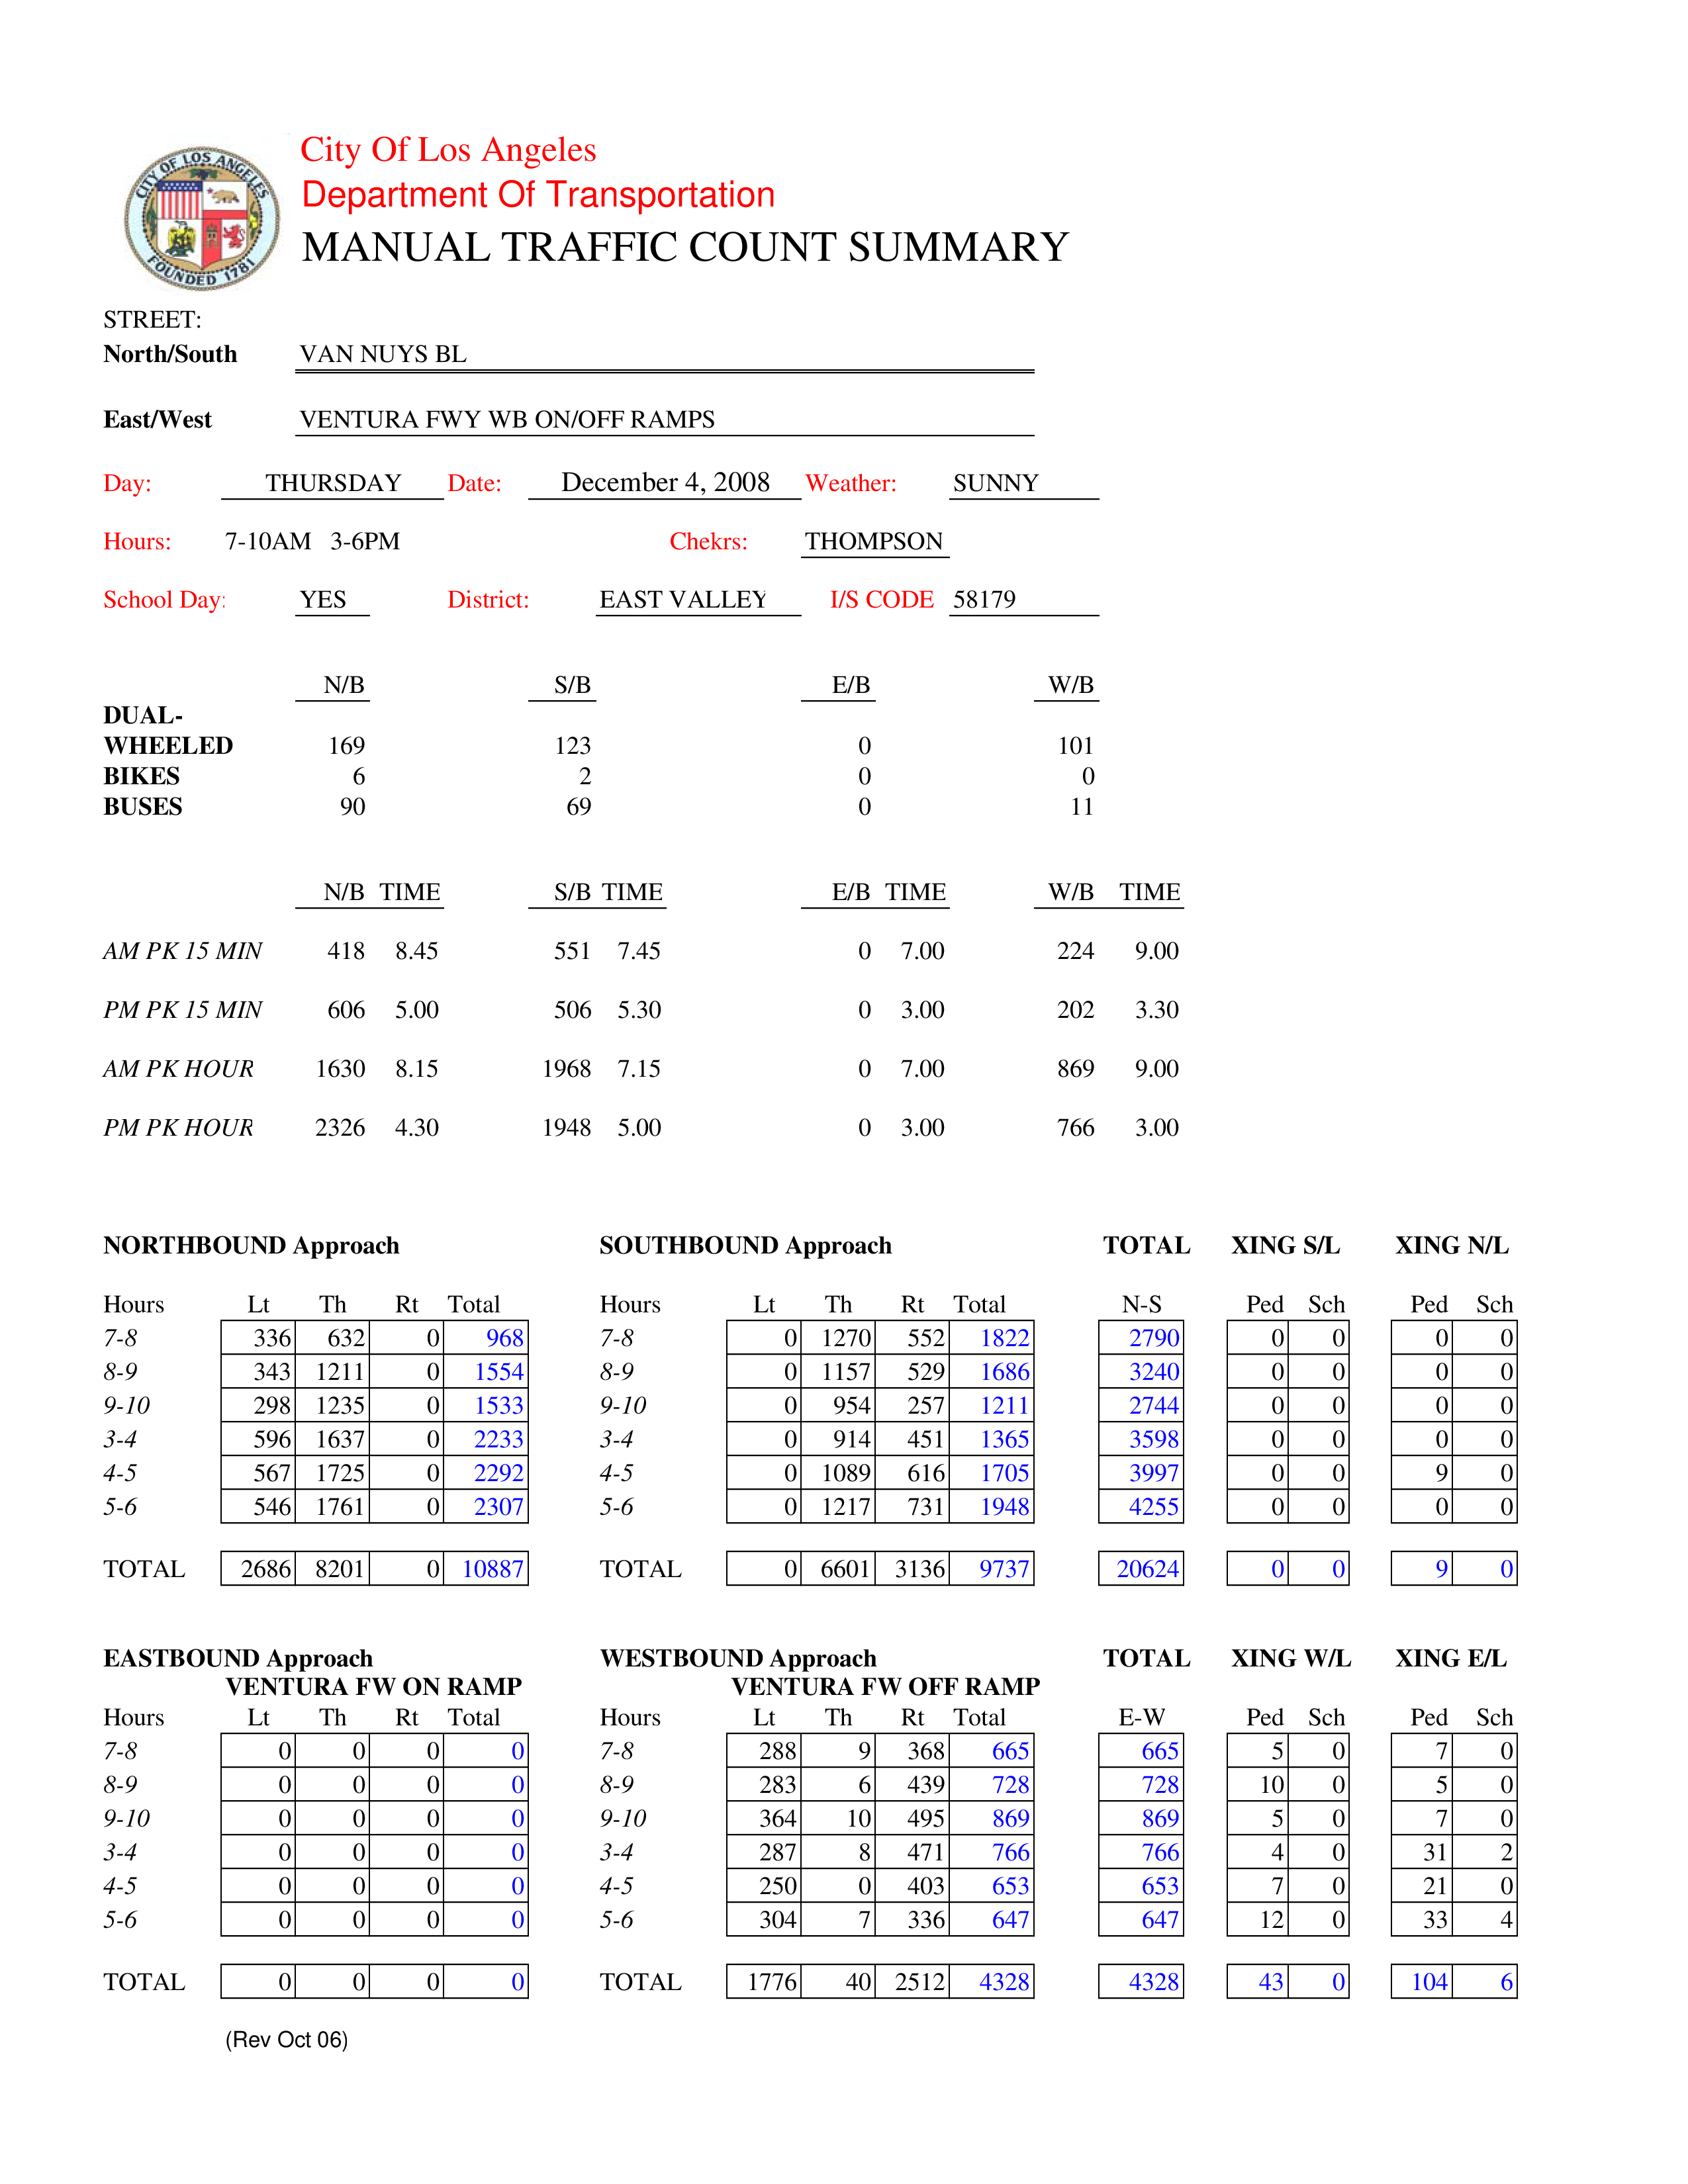 CITY OF LOS ANGELES
FOUNDED 1781
City Of Los Angeles
Department Of Transportation
MANUAL TRAFFIC COUNT SUMMARY
STREET:
North/South VAN NUYS BL
East/West VENTURA FWY WB ON/OFF RAMPS
Day: THURSDAY Date: December 4, 2008 Weather: SUNNY
Hours: 7-10AM 3-6PM Chekrs: THOMPSON
School Day: YES District: EAST VALLEY I/S CODE 58179
N/B S/B E/B W/B
DUAL-
WHEELED 169 123 0 101
BIKES 6 2 0 0
BUSES 90 69 0 11
N/B TIME S/B TIME E/B TIME W/B TIME
AM PK 15 MIN 418 8.45 551 7.45 0 7.00 224 9.00
PM PK 15 MIN 606 5.00 506 5.30 0 3.00 202 3.30
AM PK HOUR 1630 8.15 1968 7.15 0 7.00 869 9.00
PM PK HOUR 2326 4.30 1948 5.00 0 3.00 766 3.00
NORTHBOUND Approach SOUTHBOUND Approach TOTAL XING S/L XING N/L
Hours Lt Th Rt Total Hours Lt Th Rt Total N-S Ped Sch Ped Sch
7-8 336 632 0 968 7-8 0 1270 552 1822 2790 0 0 0 0
8-9 343 1211 0 1554 8-9 0 1157 529 1686 3240 0 0 0 0
9-10 298 1235 0 1533 9-10 0 954 257 1211 2744 0 0 0 0
3-4 596 1637 0 2233 3-4 0 914 451 1365 3598 0 0 0 0
4-5 567 1725 0 2292 4-5 0 1089 616 1705 3997 0 0 9 0
5-6 546 1761 0 2307 5-6 0 1217 731 1948 4255 0 0 0 0
TOTAL 2686 8201 0 10887 TOTAL 0 6601 3136 9737 20624 0 0 9 0
EASTBOUND Approach WESTBOUND Approach TOTAL XING W/L XING E/L
VENTURA FW ON RAMP VENTURA FW OFF RAMP
Hours Lt Th Rt Total Hours Lt Th Rt Total E-W Ped Sch Ped Sch
7-8 0 0 0 0 7-8 288 9 368 665 665 5 0 7 0
8-9 0 0 0 0 8-9 283 6 439 728 728 10 0 5 0
9-10 0 0 0 0 9-10 364 10 495 869 869 5 0 7 0
3-4 0 0 0 0 3-4 287 8 471 766 766 4 0 31 2
4-5 0 0 0 0 4-5 250 0 403 653 653 7 0 21 0
5-6 0 0 0 0 5-6 304 7 336 647 647 12 0 33 4
TOTAL 0 0 0 0 TOTAL 1776 40 2512 4328 4328 43 0 104 6
(Rev Oct 06)